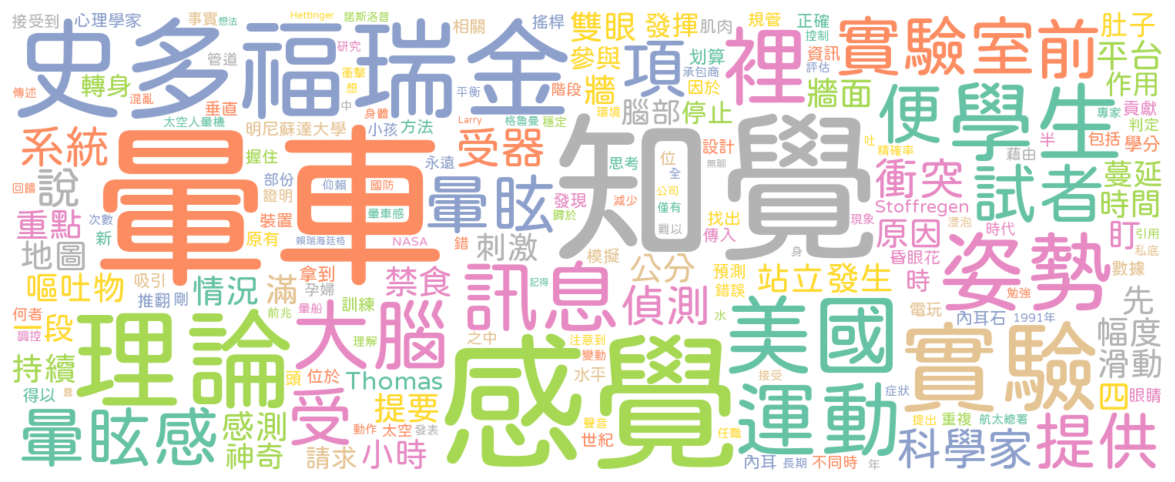 接受到 心理學家 事實 想法 Hettinger 諾斯洛普 相關 搖桿 雙眼 發揮 肌肉 規管 正確 控制 實驗室前 肚子
史多福瑞金 管道 研究 參與 項 划算 裡 資訊 平台
轉身 衝擊 平衡 階段 牆 承包商 因於 評估 牆面 作用
傳述 混亂 垂直 想 中 身體 腦部 停止 環境 便 學生 專家 貢獻
太空人暈機 明尼蘇達大學 小孩 方法 Larry 格魯曼 穩定 吐 精確率 半 包括 判定 學分
系統 暈車 握住 永遠 受器 知覺 思考 位 設計 無聊 藉由 試者
說 回饋 部份 證明 仰賴 國防 暈眩 發現 全 公司 衝突 蔓延
重點 次數 新 裝置 原有 暈車感 歸於 減少 僅有 難以 找出 傳入 現象 Stoffregen 時間
地圖 賴瑞海廷格 NASA 錯 刺激 模擬 身 原因 浸泡 時代 盯 引用 私底
嘔吐物 吸引 情況 滿 拿到 孕婦 禁食 訊息 公分 預測 錯誤 站立 發生 昏眼花 時 姿勢 數據
推翻 剛 前兆 暈船 訓練 記得 偵測 水 電玩 勉強 先
何者 一段 調控 理論 大腦 理解 之中 注意到 變動 美國 內耳石 1991年 幅度
持續 頭 位於 Thomas 感覺 水平 接受 實驗 滑動
得以 喜 受 提要 症狀 四 眼睛
暈眩感 感測 動作 太空 發表 聲音 世紀 任職 運動 提出 重複 航太總署
神奇 請求 小時 內耳 長期 不同時 年 科學家 提供